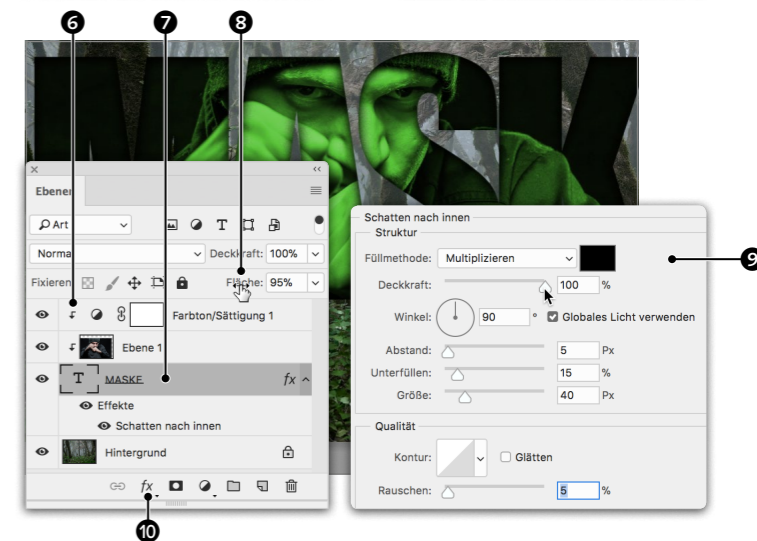 6 7 8
MASK
Ebenen
Art
Deckkraft: 100%
Fixieren: Fläche: 95%
Farbton/Sättigung 1
Ebene 1
T MASKE fx
Effekte
Schatten nach innen
Hintergrund
fx
10
Schatten nach innen
Struktur
Füllmethode: Multiplizieren
9
Deckkraft: 100 %
Winkel: 90 ° Globales Licht verwenden
Abstand: 5 Px
Unterfüllen: 15 %
Größe: 40 Px
Qualität
Kontur: Glätten
Rauschen: 5 %